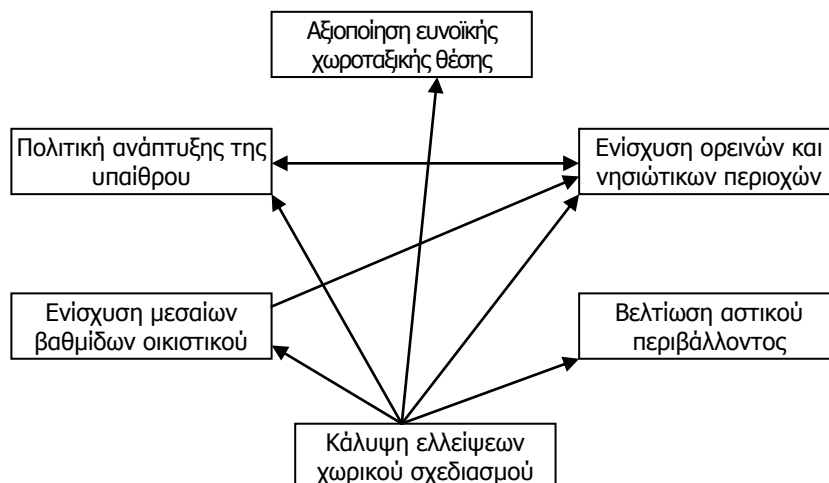 Αξιοποίηση ευνοϊκής
χωροταξικής θέσης
Πολιτική ανάπτυξης της
υπαίθρου
Ενίσχυση ορεινών και
νησιώτικων περιοχών
Ενίσχυση μεσαίων
βαθμίδων οικιστικού
Βελτίωση αστικού
περιβάλλοντος
Κάλυψη ελλείψεων
χωρικού σχεδιασμού